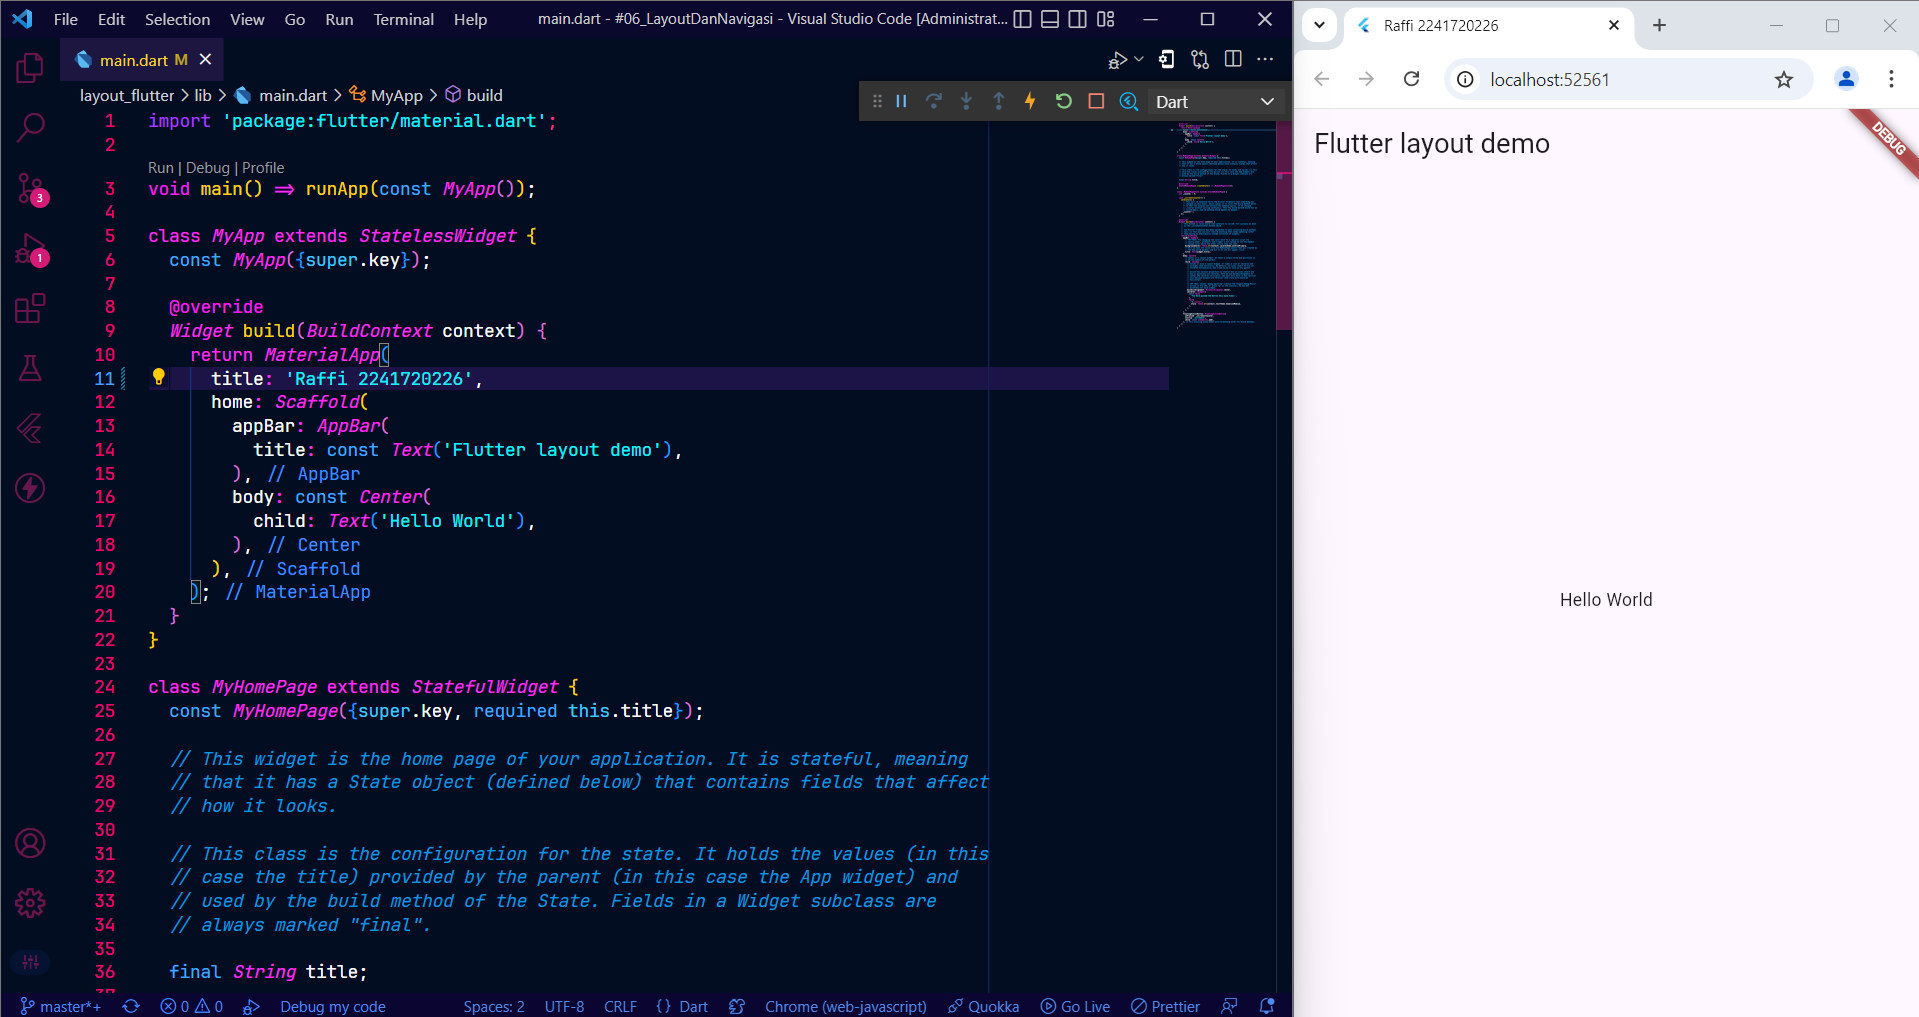 File Edit Selection View Go Run Terminal Help main.dart - #06_LayoutDanNavigasi - Visual Studio Code [Administrat...
main.dart M
layout_flutter > lib > main.dart > MyApp > build
Dart
1 import 'package:flutter/material.dart';
2
Run | Debug | Profile
3 void main() => runApp(const MyApp());
4
5 class MyApp extends StatelessWidget {
6 const MyApp({super.key});
7
8 @override
9 Widget build(BuildContext context) {
10 return MaterialApp(
11 title: 'Raffi 2241720226',
12 home: Scaffold(
13 appBar: AppBar(
14 title: const Text('Flutter layout demo'),
15 ), // AppBar
16 body: const Center(
17 child: Text('Hello World'),
18 ), // Center
19 ), // Scaffold
20 ); // MaterialApp
21 }
22 }
23
24 class MyHomePage extends StatefulWidget {
25 const MyHomePage({super.key, required this.title});
26
27 // This widget is the home page of your application. It is stateful, meaning
28 // that it has a State object (defined below) that contains fields that affect
29 // how it looks.
30
31 // This class is the configuration for the state. It holds the values (in this
32 // case the title) provided by the parent (in this case the App widget) and
33 // used by the build method of the State. Fields in a Widget subclass are
34 // always marked "final".
35
36 final String title;
3
1
master*+ 0 0 Debug my code Spaces: 2 UTF-8 CRLF {} Dart Chrome (web-javascript) Quokka Go Live Prettier
Raffi 2241720226
localhost:52561
Flutter layout demo
DEBUG
Hello World